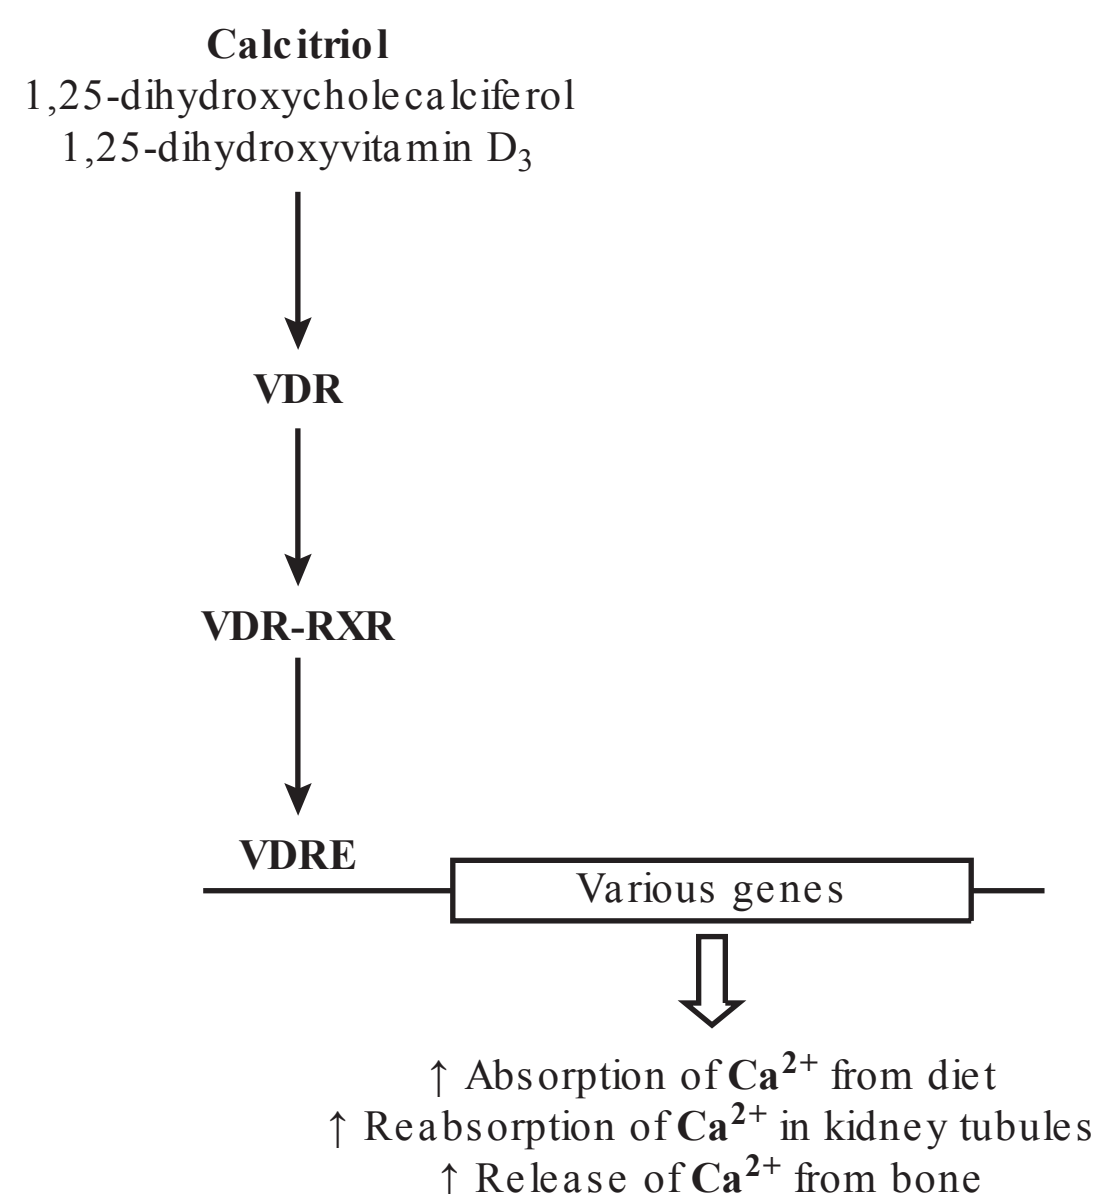 Calcitriol
1,25-dihydroxycholecalciferol
1,25-dihydroxyvitamin D₃
VDR
VDR-RXR
VDRE
Various genes
↑ Absorption of Ca²⁺ from diet
↑ Reabsorption of Ca²⁺ in kidney tubules
↑ Release of Ca²⁺ from bone